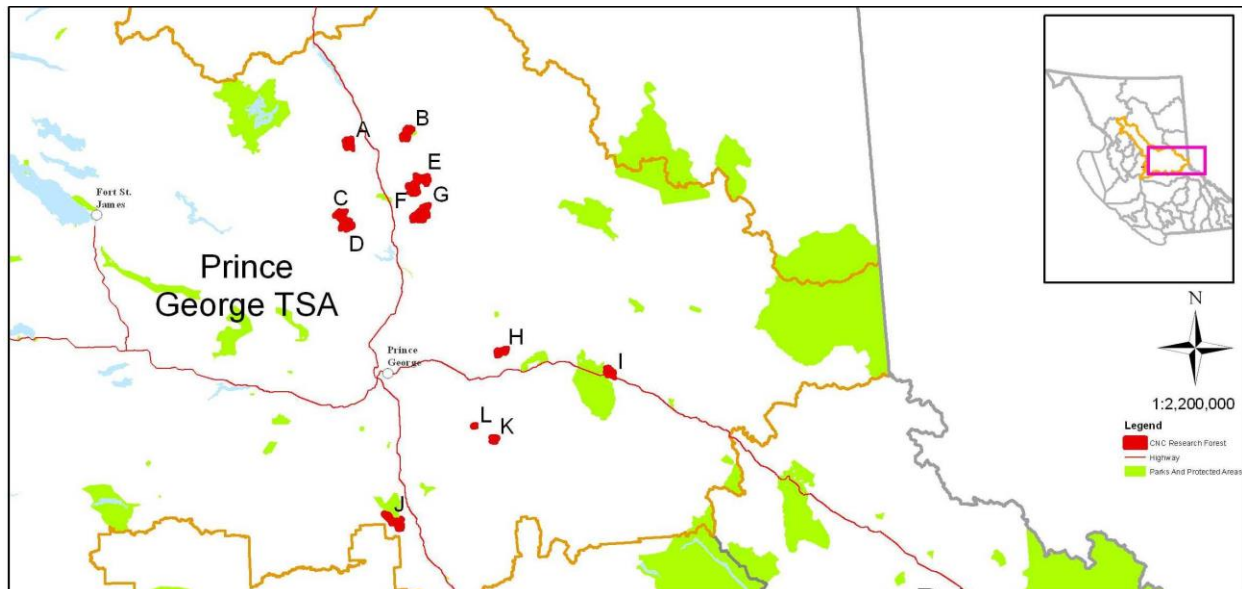 A
B
E
F
G
C
D
Fort St.
James
Prince
George TSA
Prince
George
H
I
L
K
J
N
1:2,200,000
Legend
CNC Research Forest
Highway
Parks And Protected Areas